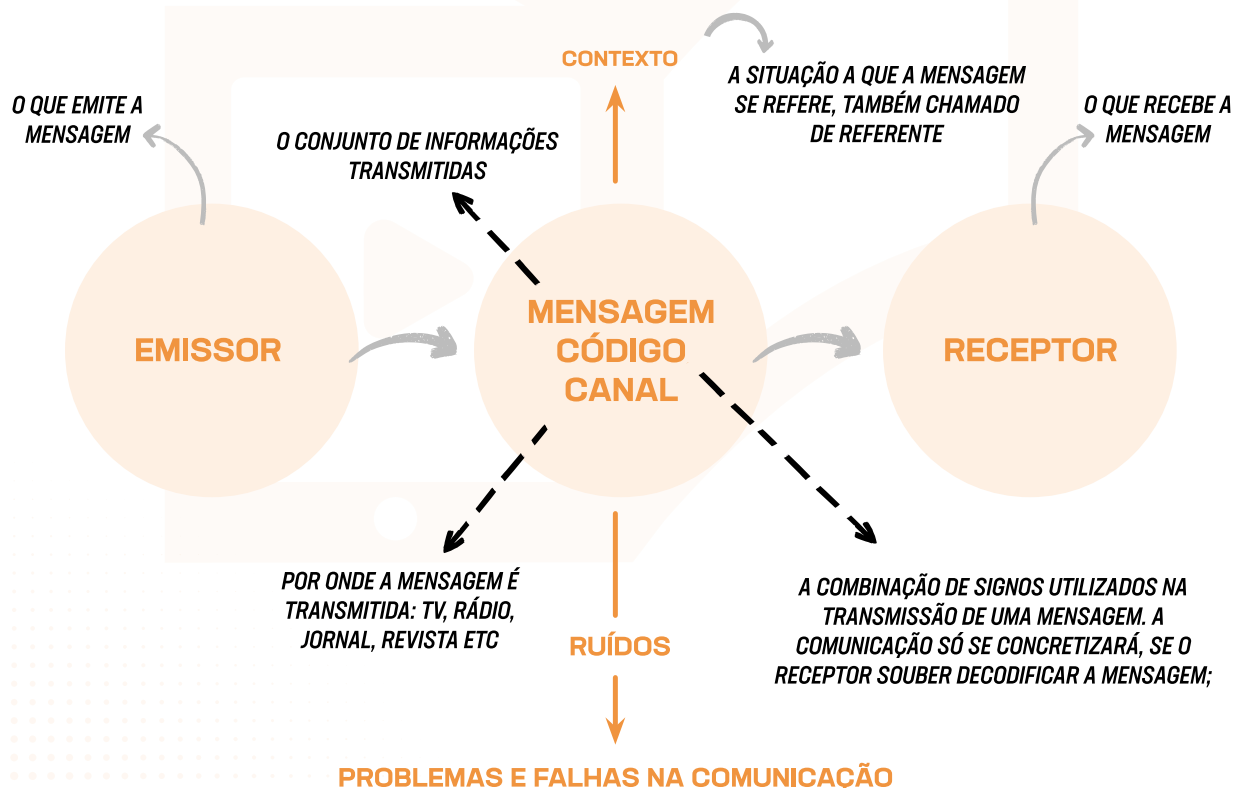 CONTEXTO
A SITUAÇÃO A QUE A MENSAGEM
SE REFERE, TAMBÉM CHAMADO
DE REFERENTE
O QUE EMITE A
MENSAGEM
O QUE RECEBE A
MENSAGEM
O CONJUNTO DE INFORMAÇÕES
TRANSMITIDAS
EMISSOR
MENSAGEM
CÓDIGO
CANAL
RECEPTOR
POR ONDE A MENSAGEM É
TRANSMITIDA: TV, RÁDIO,
JORNAL, REVISTA ETC
RUÍDOS
A COMBINAÇÃO DE SIGNOS UTILIZADOS NA
TRANSMISSÃO DE UMA MENSAGEM. A
COMUNICAÇÃO SÓ SE CONCRETIZARÁ, SE O
RECEPTOR SOUBER DECODIFICAR A MENSAGEM;
PROBLEMAS E FALHAS NA COMUNICAÇÃO